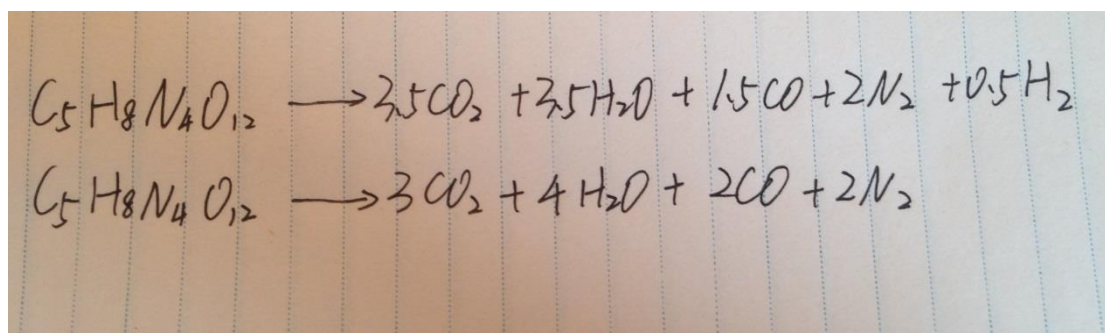 C₅H₈N₄O₁₂ ⟶ 3.5CO₂ + 3.5H₂O + 1.5CO + 2N₂ + 0.5H₂
C₅H₈N₄O₁₂ ⟶ 3CO₂ + 4H₂O + 2CO + 2N₂